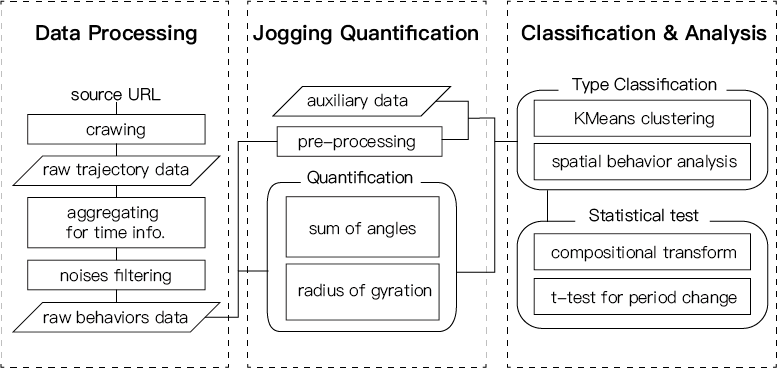 Data Processing
source URL
crawing
raw trajectory data
aggregating
for time info.
noises filtering
raw behaviors data
Jogging Quantification
auxiliary data
pre-processing
Quantification
sum of angles
radius of gyration
Classification & Analysis
Type Classification
KMeans clustering
spatial behavior analysis
Statistical test
compositional transform
t-test for period change